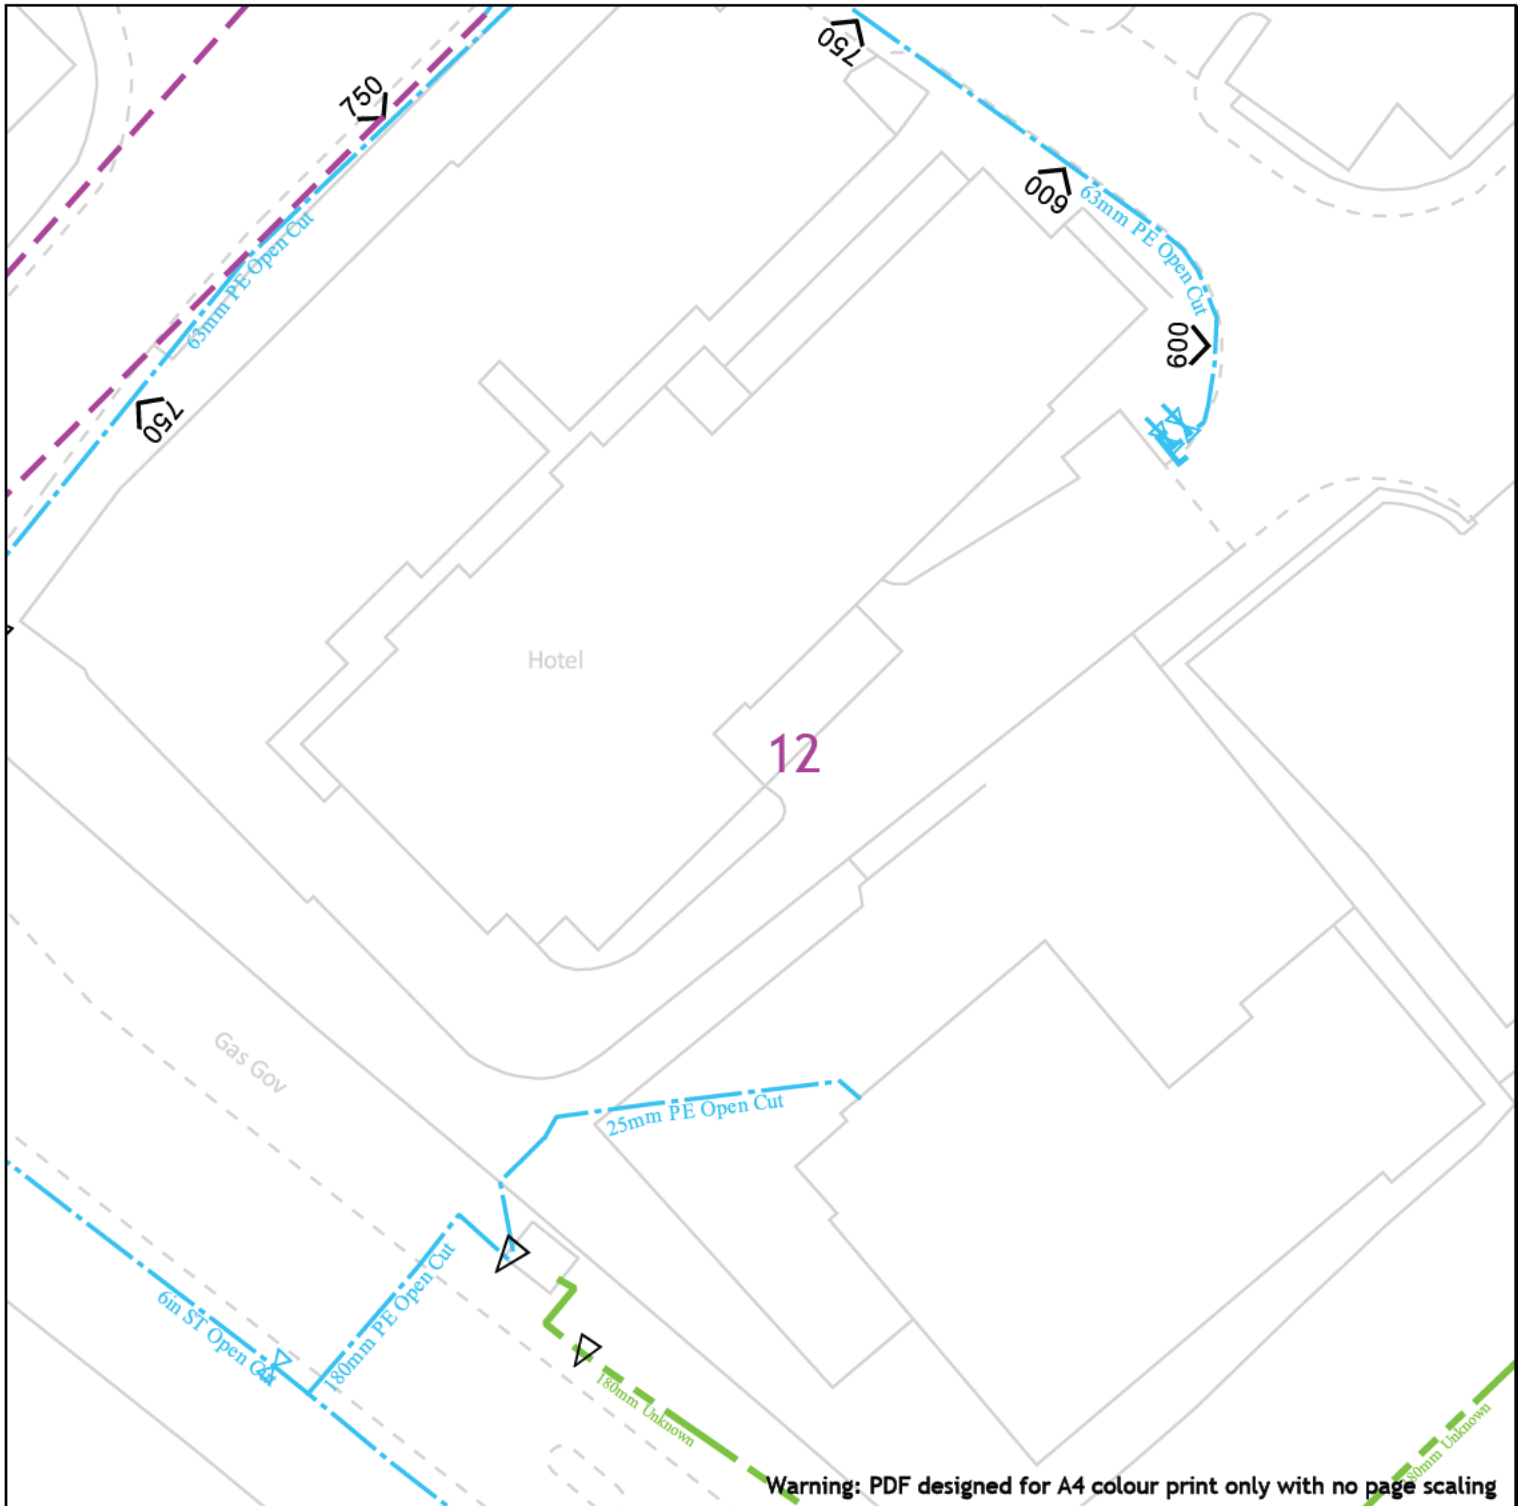 750
750
63mm PE Open Cut
600
63mm PE Open Cut
600
750
Hotel
12
Gas Gov
25mm PE Open Cut
180mm PE Open Cut
6in ST Open Cut
180mm Unknown
180mm Unknown
Warning: PDF designed for A4 colour print only with no page scaling